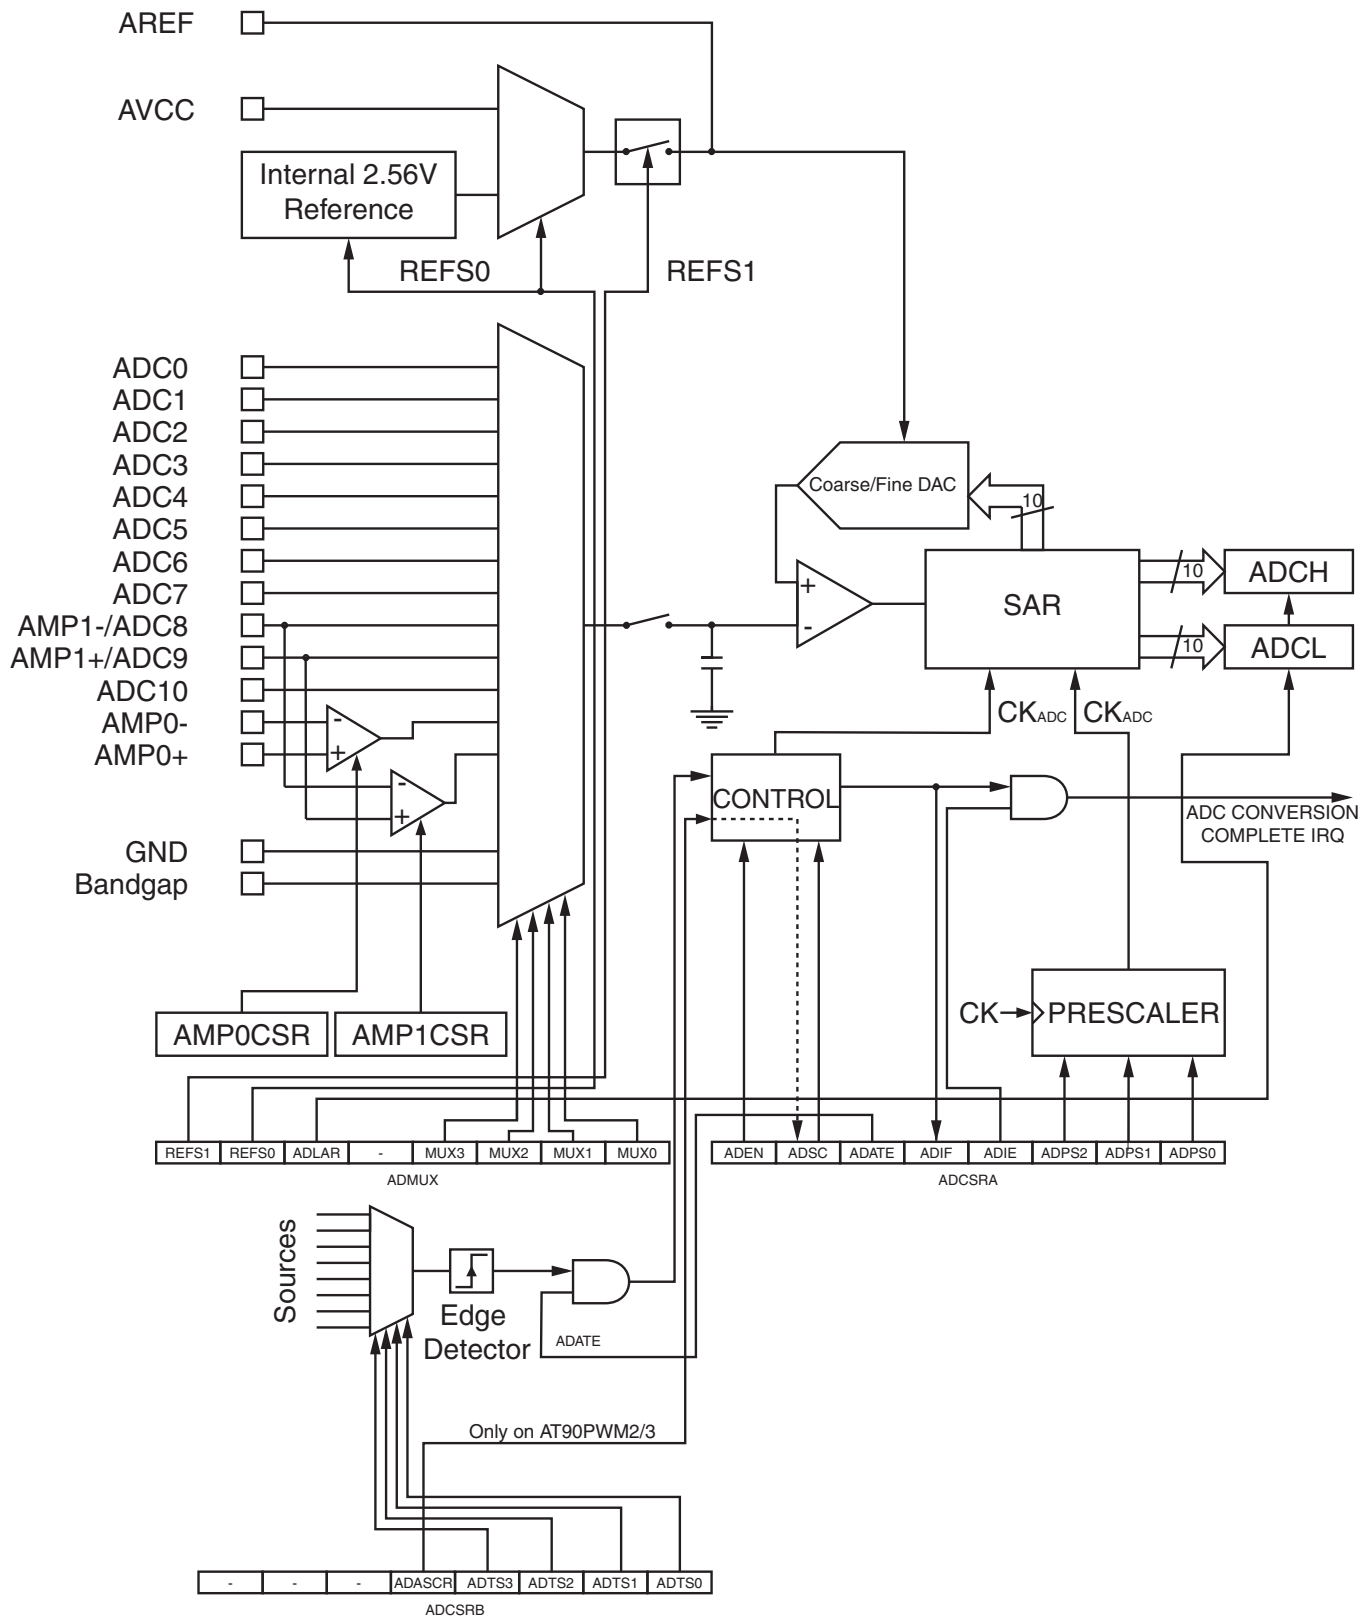 AREF
AVCC
Internal 2.56V
Reference
REFS0
REFS1
ADC0
ADC1
ADC2
ADC3
ADC4
ADC5
ADC6
ADC7
AMP1-/ADC8
AMP1+/ADC9
ADC10
AMP0-
AMP0+
-
+
-
+
GND
Bandgap
Coarse/Fine DAC
10
+
-
SAR
10
ADCH
10
ADCL
CKADC
CKADC
CONTROL
ADC CONVERSION
COMPLETE IRQ
CK
PRESCALER
AMP0CSR
AMP1CSR
REFS1 REFS0 ADLAR - MUX3 MUX2 MUX1 MUX0
ADMUX
ADEN ADSC ADATE ADIF ADIE ADPS2 ADPS1 ADPS0
ADCSRA
Sources
Edge
Detector
ADATE
Only on AT90PWM2/3
- - - ADASCR ADTS3 ADTS2 ADTS1 ADTS0
ADCSRB